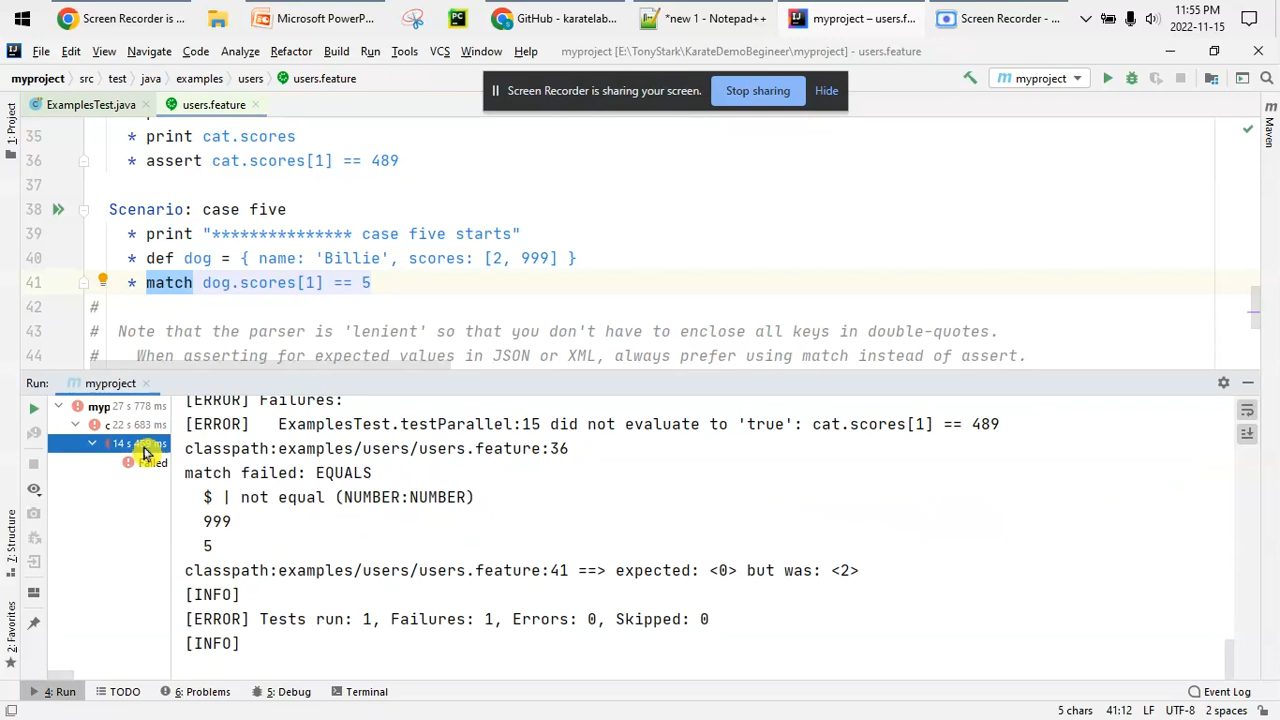 Screen Recorder is ...
Microsoft PowerP...
GitHub - karatelab...
*new 1 - Notepad++
myproject – users.f...
Screen Recorder - ...
11:55 PM
2022-11-15
File Edit View Navigate Code Analyze Refactor Build Run Tools VCS Window Help
myproject [E:\TonyStark\KarateDemoBegineer\myproject] - users.feature
myproject src test java examples users users.feature
Screen Recorder is sharing your screen. Stop sharing Hide
myproject
ExamplesTest.java
users.feature
1: Project
Maven
35 * print cat.scores
36 * assert cat.scores[1] == 489
37
38 Scenario: case five
39 * print "*************** case five starts"
40 * def dog = { name: 'Billie', scores: [2, 999] }
41 * match dog.scores[1] == 5
42 #
43 # Note that the parser is 'lenient' so that you don't have to enclose all keys in double-quotes.
44 # When asserting for expected values in JSON or XML, always prefer using match instead of assert.
Run: myproject
myp 27 s 778 ms
22 s 683 ms
Failed
[ERROR] Failures:
[ERROR] ExamplesTest.testParallel:15 did not evaluate to 'true': cat.scores[1] == 489
classpath:examples/users/users.feature:36
match failed: EQUALS
$ | not equal (NUMBER:NUMBER)
999
5
classpath:examples/users/users.feature:41 ==> expected: <0> but was: <2>
[INFO]
[ERROR] Tests run: 1, Failures: 1, Errors: 0, Skipped: 0
[INFO]
7: Structure
2: Favorites
4: Run TODO 6: Problems 5: Debug Terminal Event Log
5 chars 41:12 LF UTF-8 2 spaces